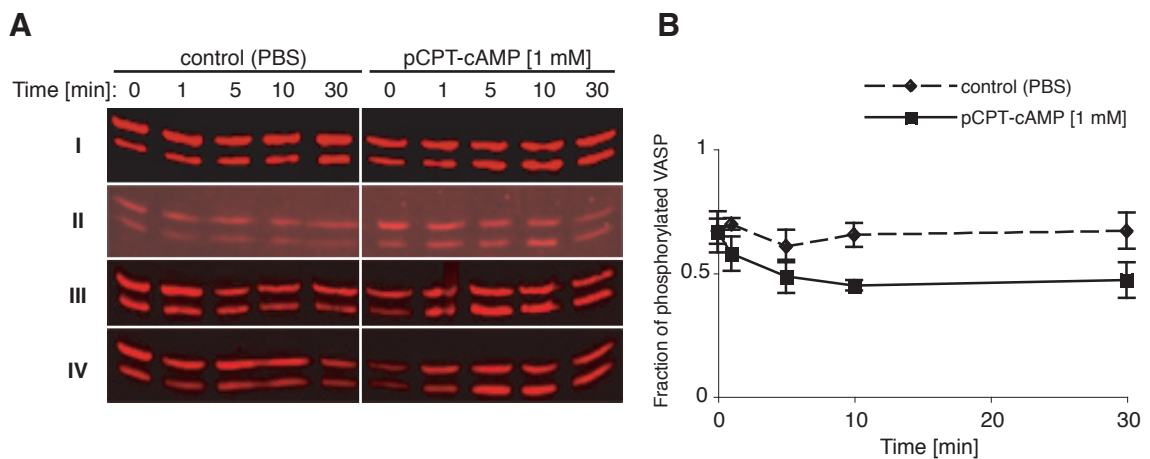 A
control (PBS) pCPT-cAMP [1 mM]
Time [min]: 0 1 5 10 30 0 1 5 10 30
I
II
III
IV
B
control (PBS)
pCPT-cAMP [1 mM]
Fraction of phosphorylated VASP
1
0.5
0
0 10 20 30
Time [min]